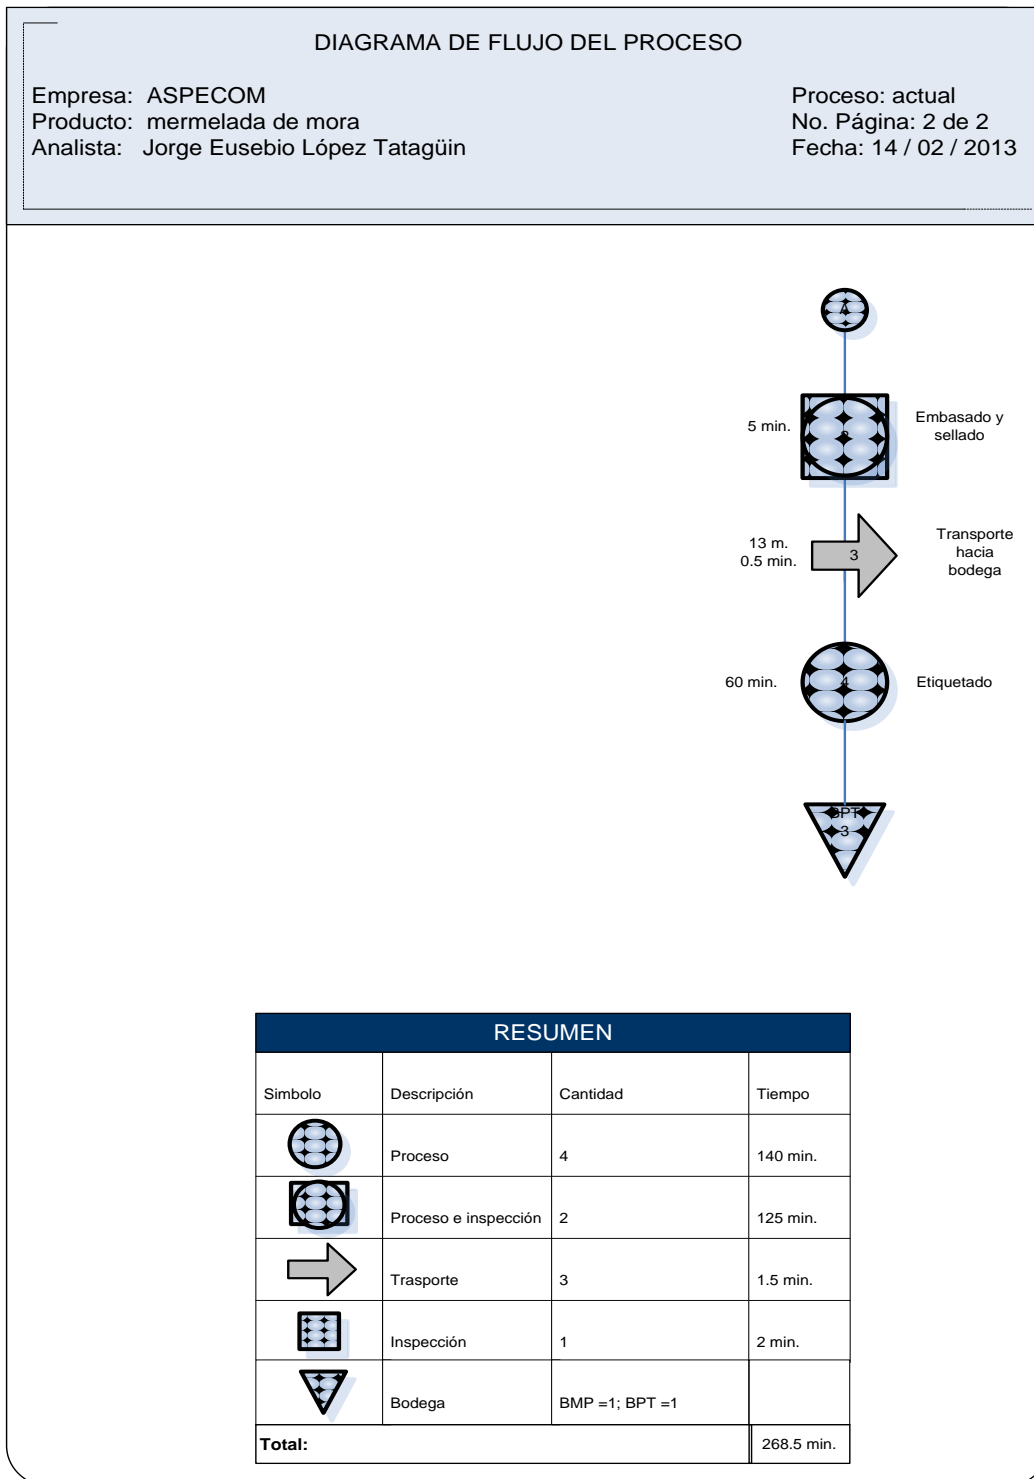 DIAGRAMA DE FLUJO DEL PROCESO
Empresa: ASPECOM
Producto: mermelada de mora
Analista: Jorge Eusebio López Tatagüin
Proceso: actual
No. Página: 2 de 2
Fecha: 14 / 02 / 2013
A
5 min.
Embasado y
sellado
13 m.
0.5 min.
3
Transporte
hacia
bodega
60 min.
4
Etiquetado
BPT
3
RESUMEN
Simbolo Descripción Cantidad Tiempo
Proceso 4 140 min.
Proceso e inspección 2 125 min.
Trasporte 3 1.5 min.
Inspección 1 2 min.
Bodega BMP =1; BPT =1
Total: 268.5 min.